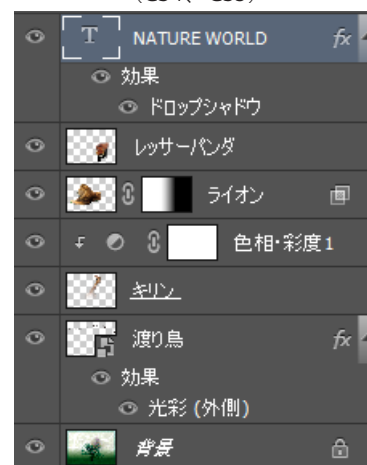 T NATURE WORLD fx
効果
ドロップシャドウ
レッサーパンダ
ライオン
色相・彩度 1
キリン
渡り鳥 fx
効果
光彩 (外側)
背景